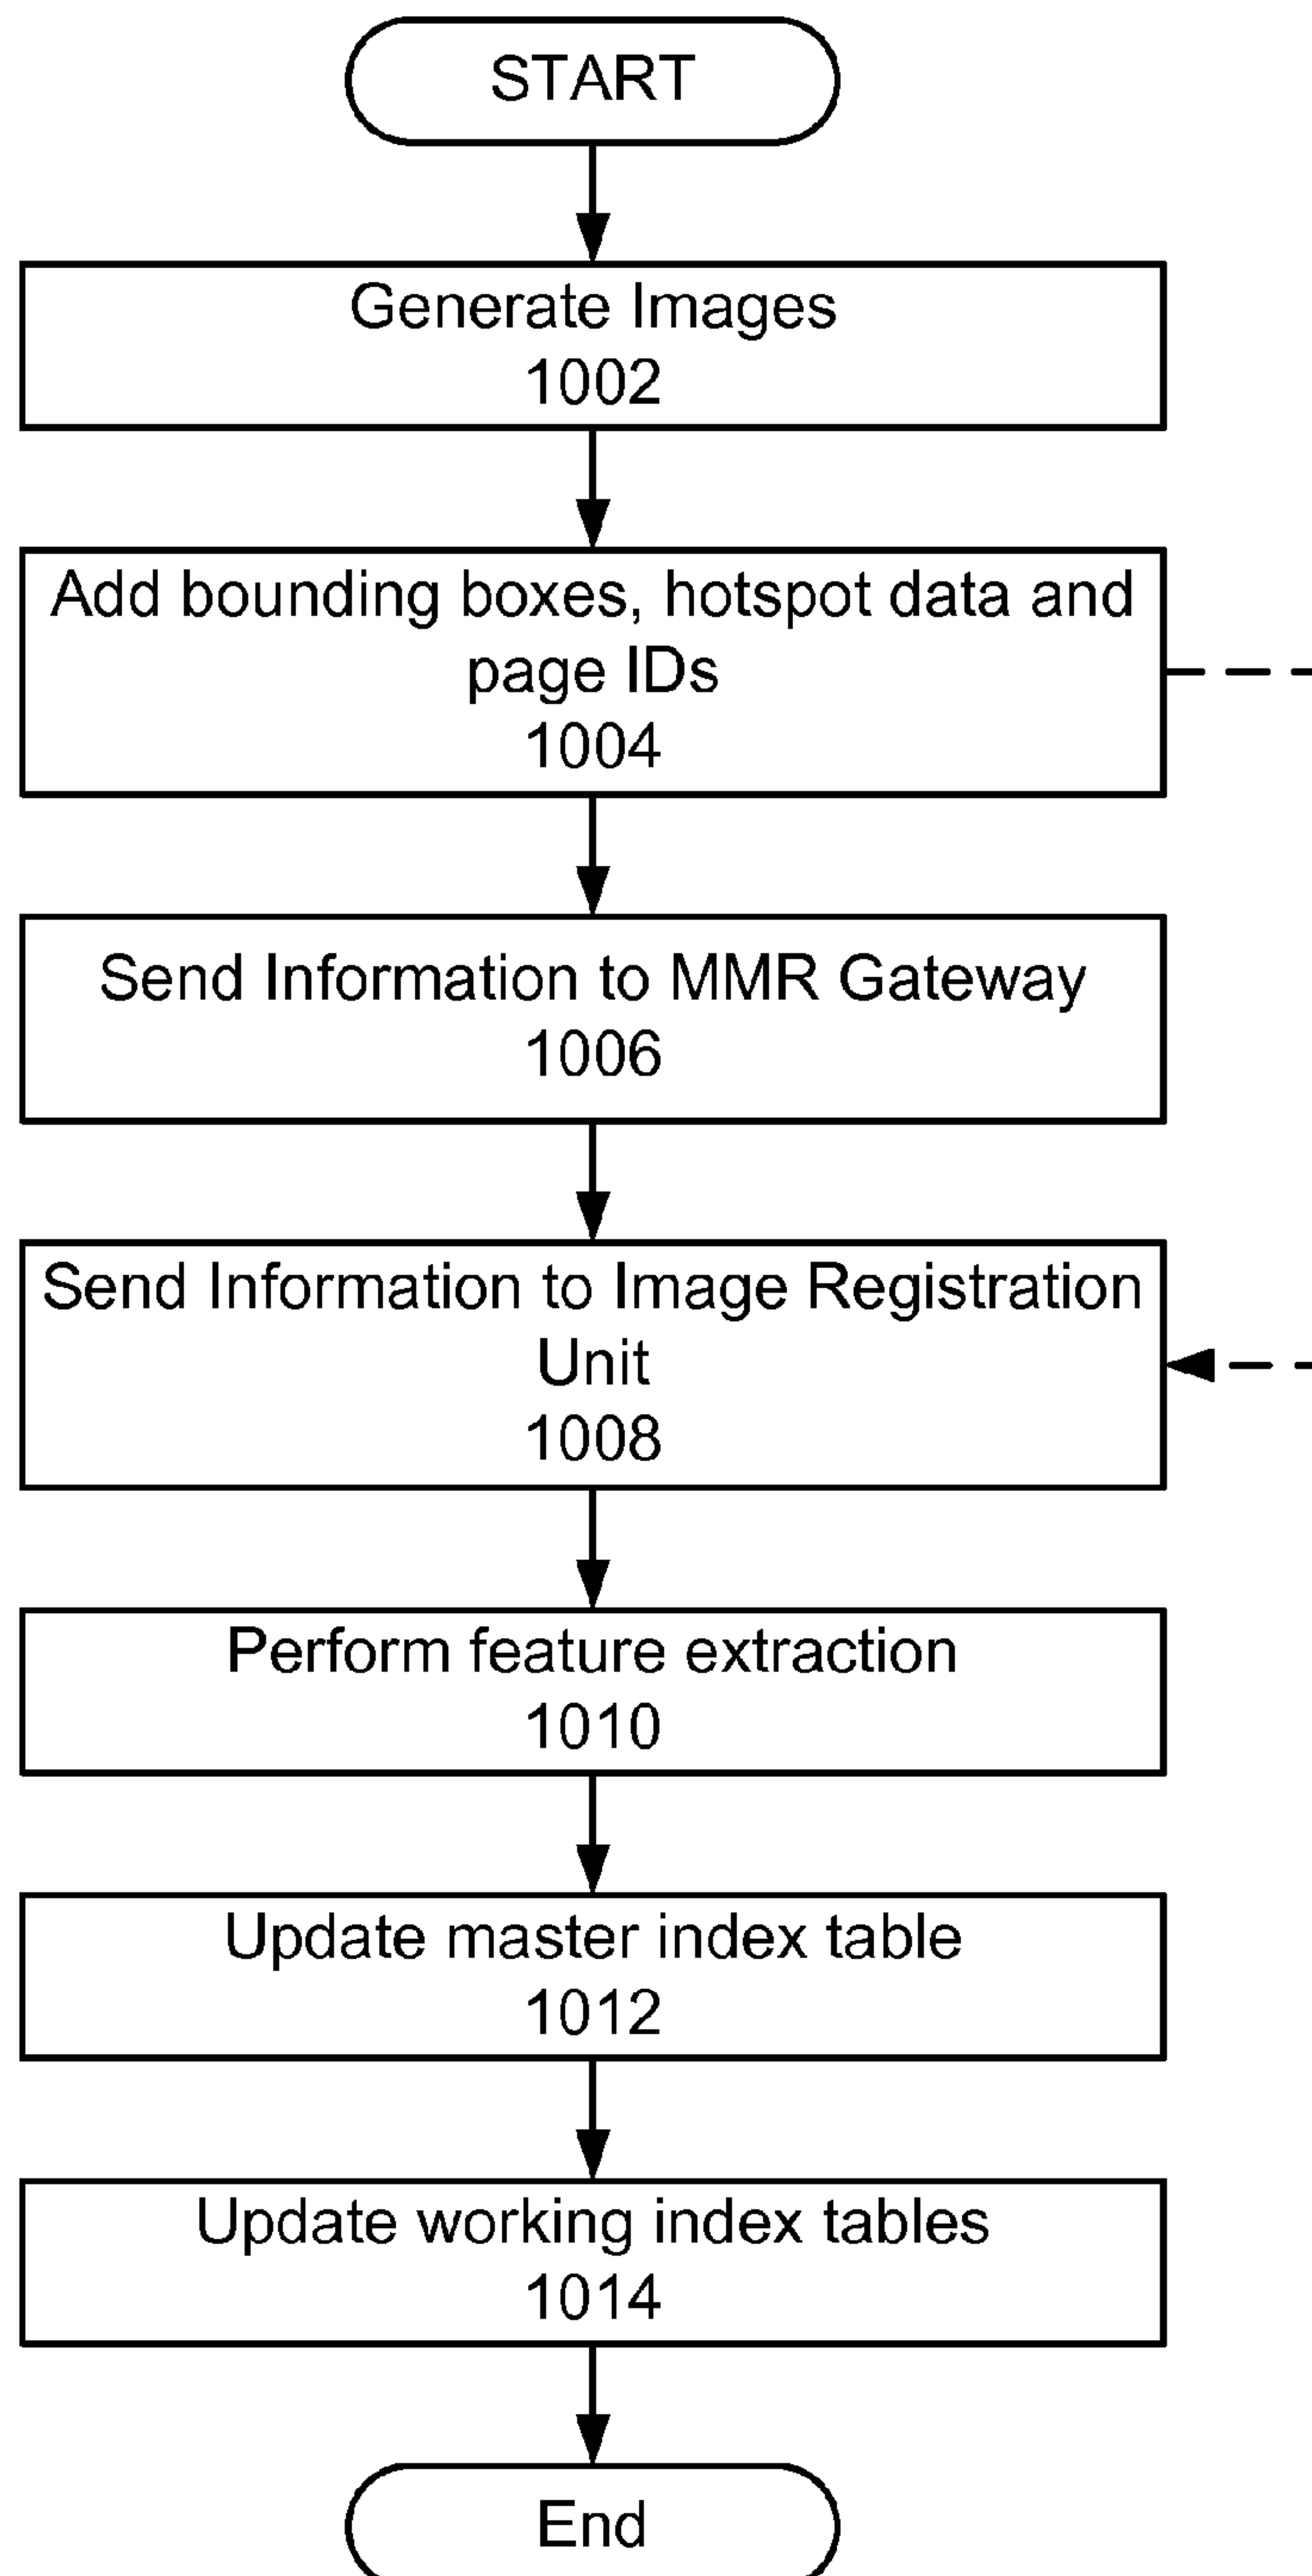 START
Generate Images
1002
Add bounding boxes, hotspot data and
page IDs
1004
Send Information to MMR Gateway
1006
Send Information to Image Registration
Unit
1008
Perform feature extraction
1010
Update master index table
1012
Update working index tables
1014
End